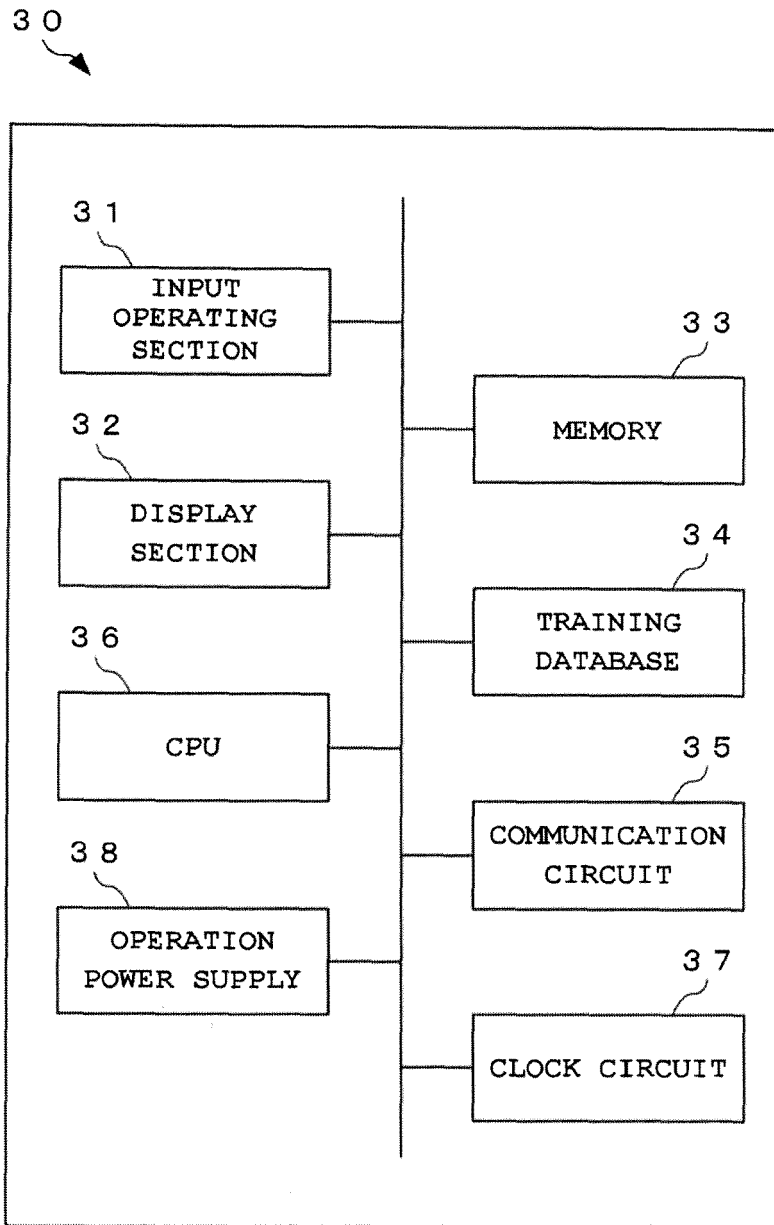 30
31
INPUT
OPERATING
SECTION
33
MEMORY
32
DISPLAY
SECTION
34
TRAINING
DATABASE
36
CPU
35
COMMUNICATION
CIRCUIT
38
OPERATION
POWER SUPPLY
37
CLOCK CIRCUIT